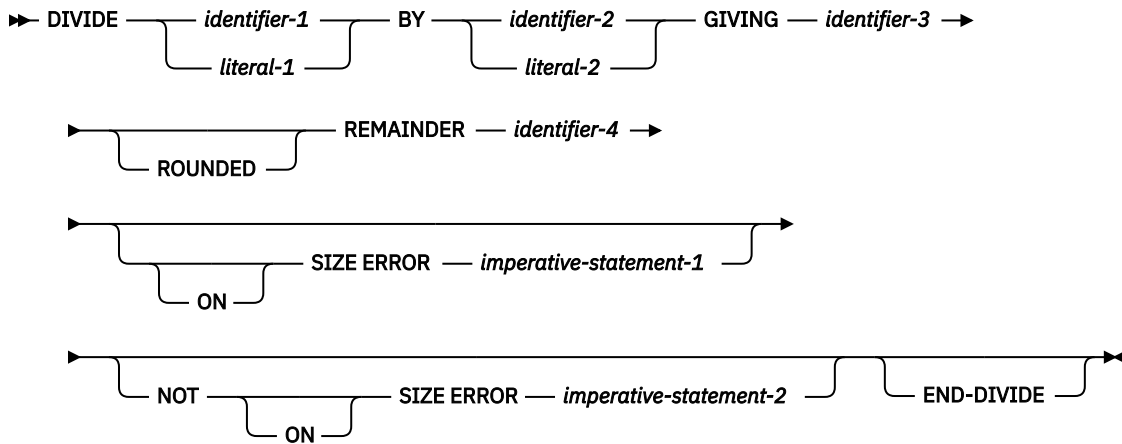 DIVIDE identifier-1 BY identifier-2 GIVING identifier-3
literal-1 literal-2
REMAINDER identifier-4
ROUNDED
SIZE ERROR imperative-statement-1
ON
NOT SIZE ERROR imperative-statement-2 END-DIVIDE
ON